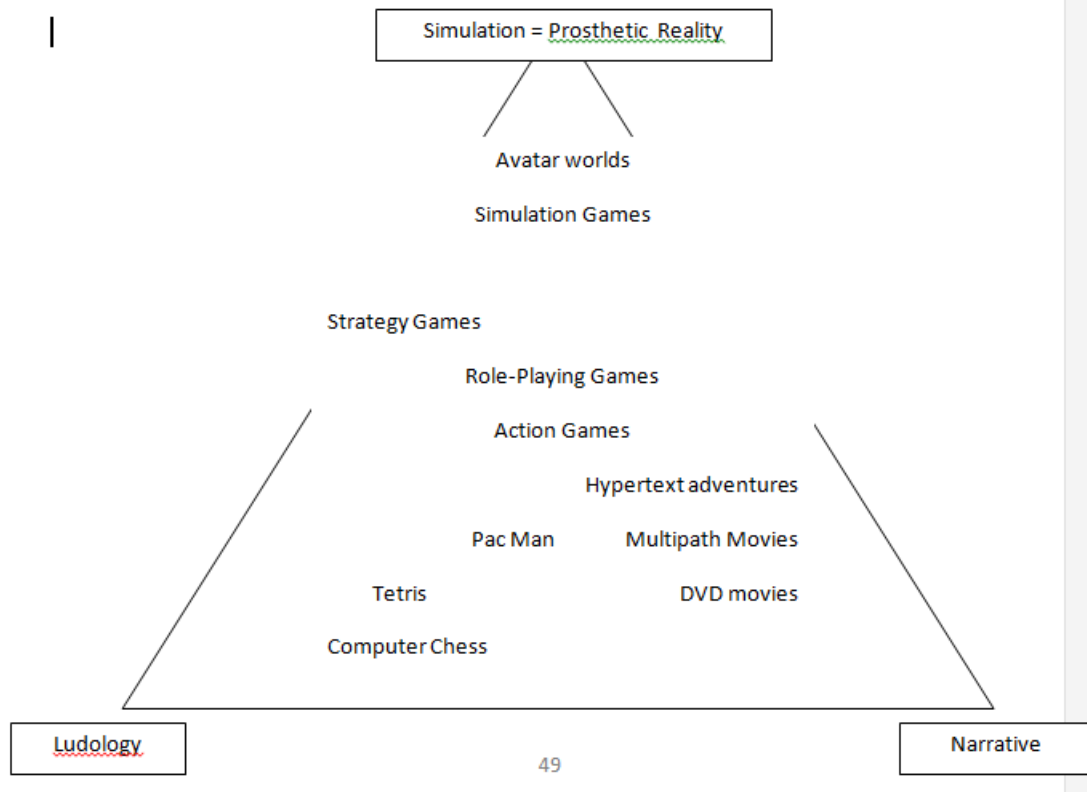 Simulation = Prosthetic Reality
Avatar worlds
Simulation Games
Strategy Games
Role-Playing Games
Action Games
Hypertext adventures
Pac Man Multipath Movies
Tetris DVD movies
Computer Chess
Ludology Narrative
49